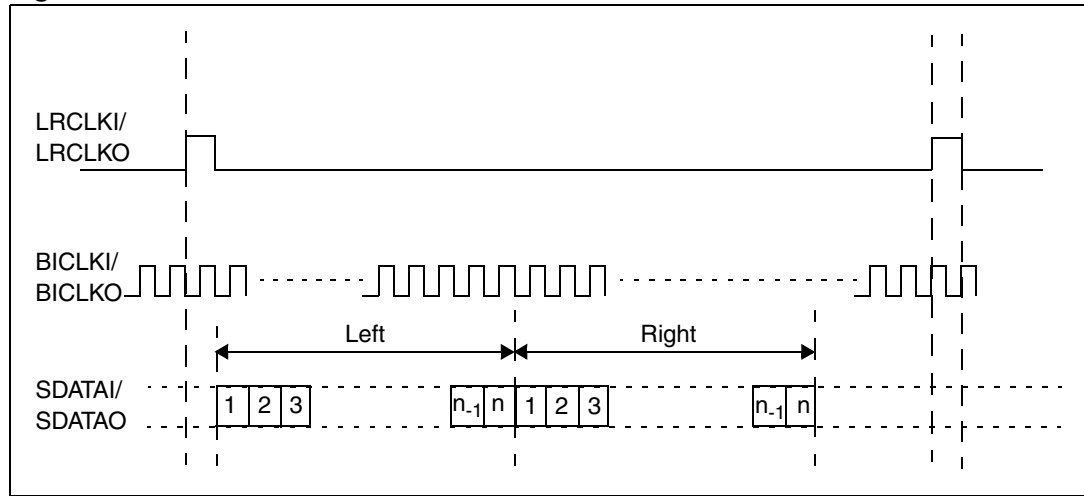 LRCLKI/
LRCLKO
BICLKI/
BICLKO
Left Right
SDATAI/
SDATAO
1 2 3 n-1 n 1 2 3 n-1 n